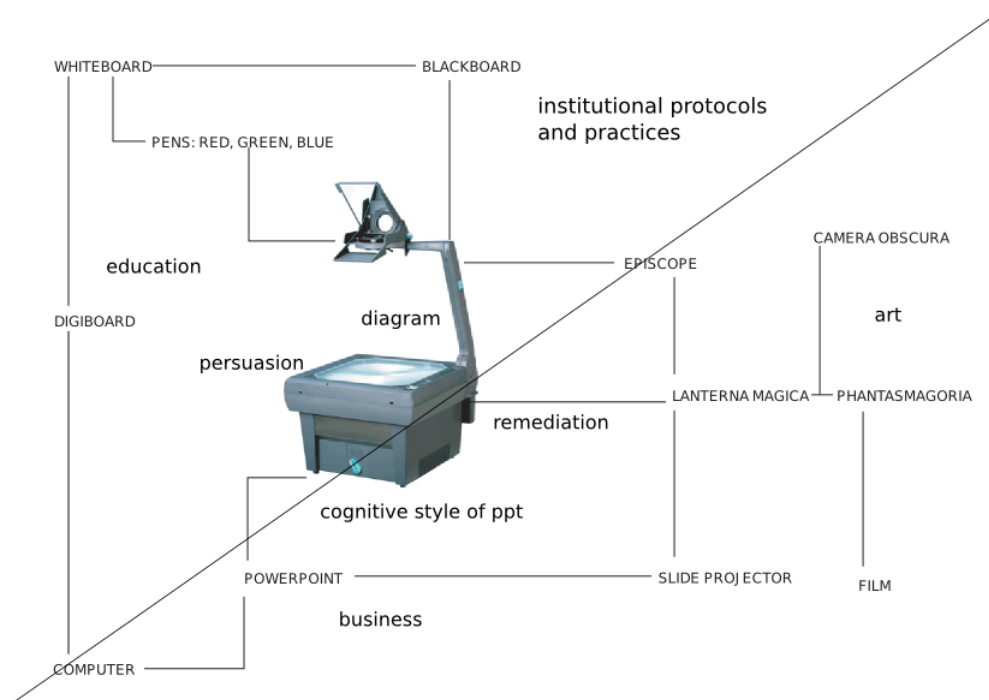 WHITEBOARD
BLACKBOARD
institutional protocols
and practices
PENS: RED, GREEN, BLUE
CAMERA OBSCURA
education
EPISCOPE
diagram
art
DIGIBOARD
persuasion
LANTERNA MAGICA
PHANTASMAGORIA
remediation
cognitive style of ppt
POWERPOINT
SLIDE PROJECTOR
FILM
business
COMPUTER